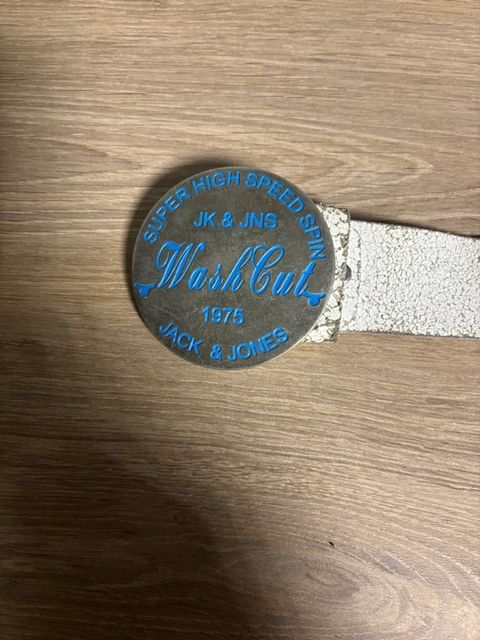 SUPER HIGH SPEED SPIN
JK & JNS
Wash Cut
1975
JACK & JONES